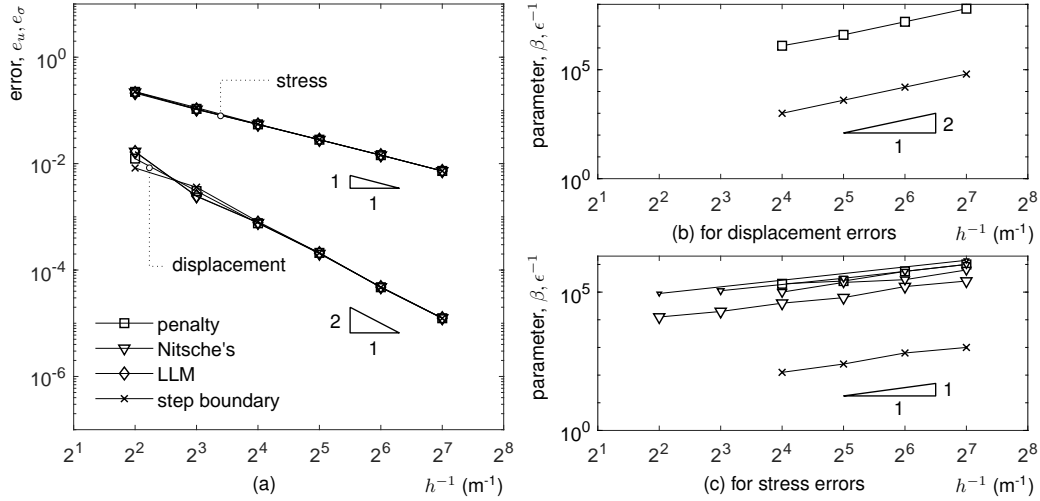 error, e_u, e_σ
10^0
10^-2
10^-4
10^-6
stress
displacement
1
1
2
1
penalty
Nitsche's
LLM
step boundary
2^1 2^2 2^3 2^4 2^5 2^6 2^7 2^8
(a) h^-1 (m^-1)
parameter, β, ϵ^-1
10^5
10^0
2
1
2^1 2^2 2^3 2^4 2^5 2^6 2^7 2^8
(b) for displacement errors h^-1 (m^-1)
parameter, β, ϵ^-1
10^5
10^0
1
1
2^1 2^2 2^3 2^4 2^5 2^6 2^7 2^8
(c) for stress errors h^-1 (m^-1)